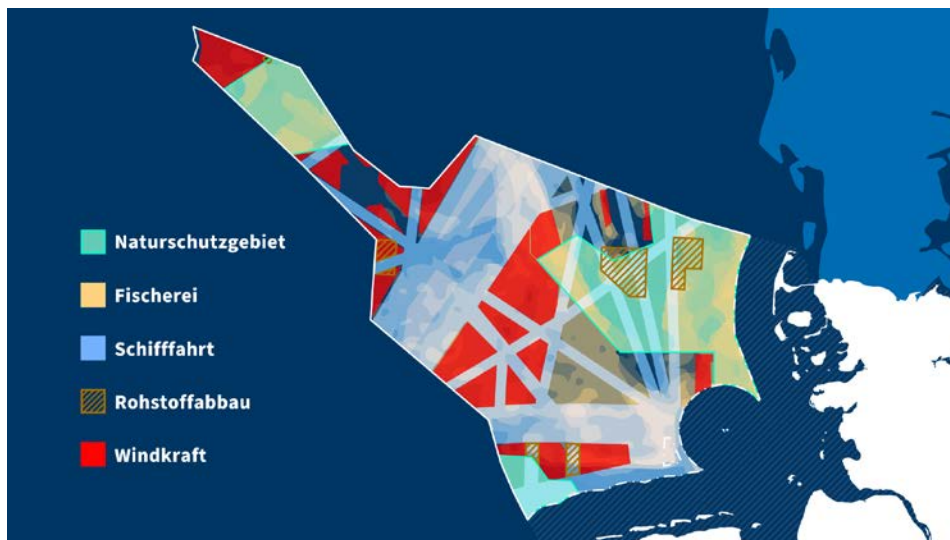 Naturschutzgebiet
Fischerei
Schifffahrt
Rohstoffabbau
Windkraft